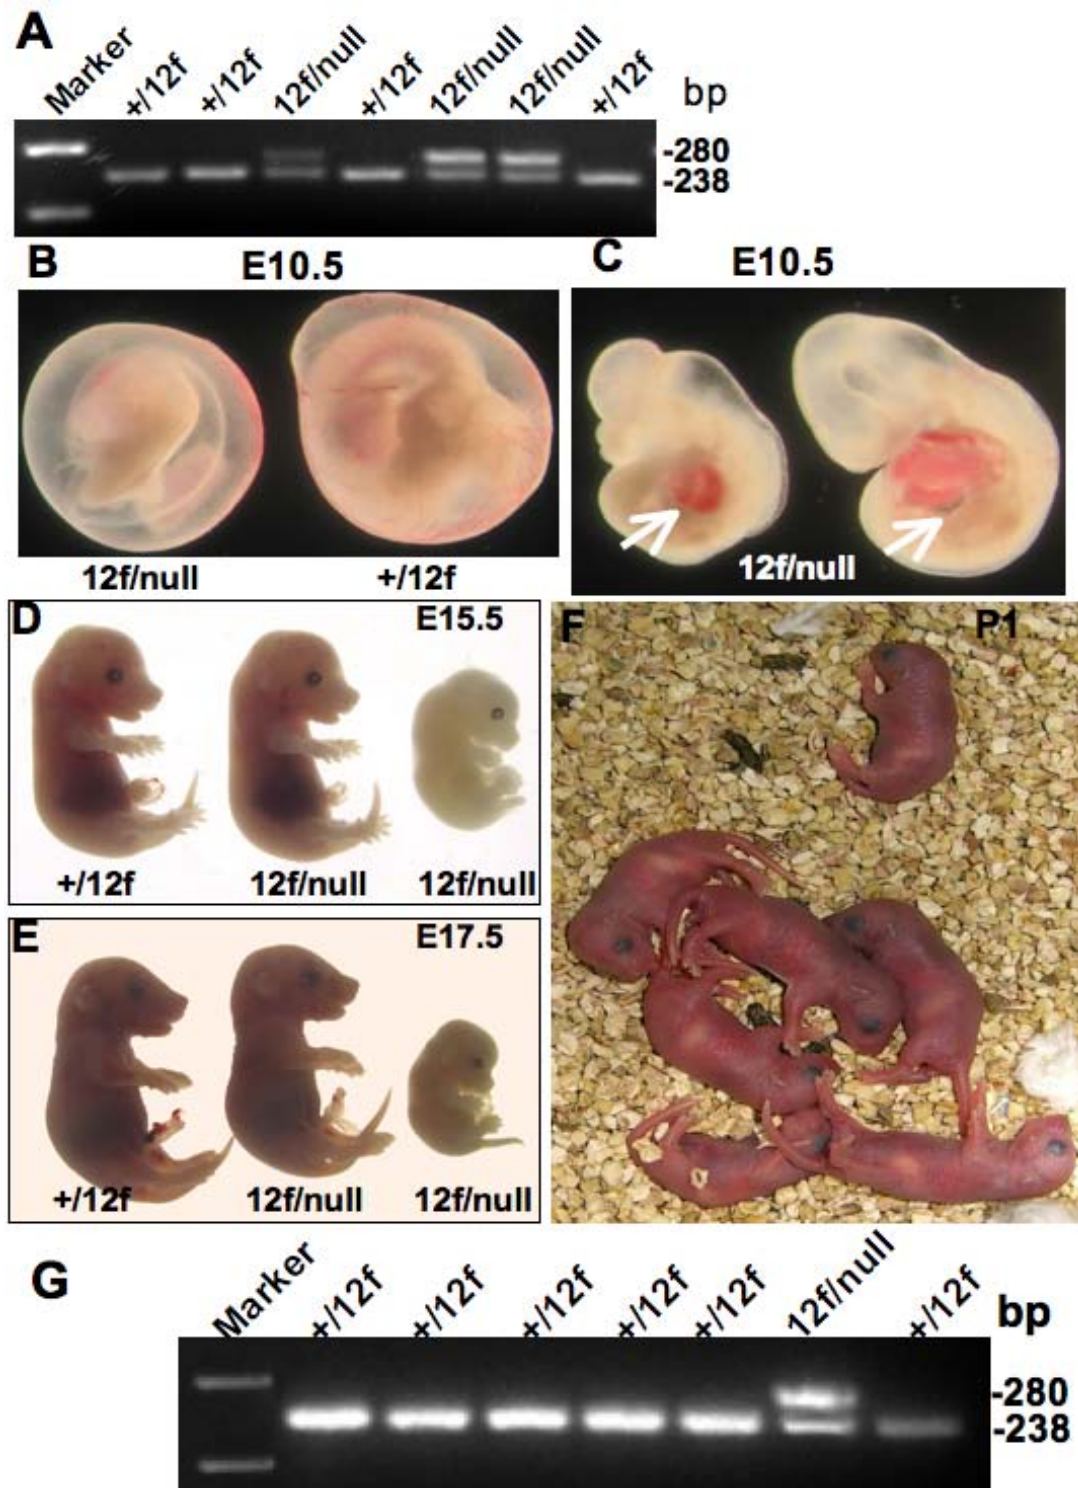 A
Marker +/12f +/12f 12f/null +/12f 12f/null 12f/null +/12f bp
-280
-238
B E10.5
12f/null +/12f
C E10.5
12f/null
D E15.5
+/12f 12f/null 12f/null
E E17.5
+/12f 12f/null 12f/null
F P1
G
Marker +/12f +/12f +/12f +/12f +/12f 12f/null +/12f bp
-280
-238